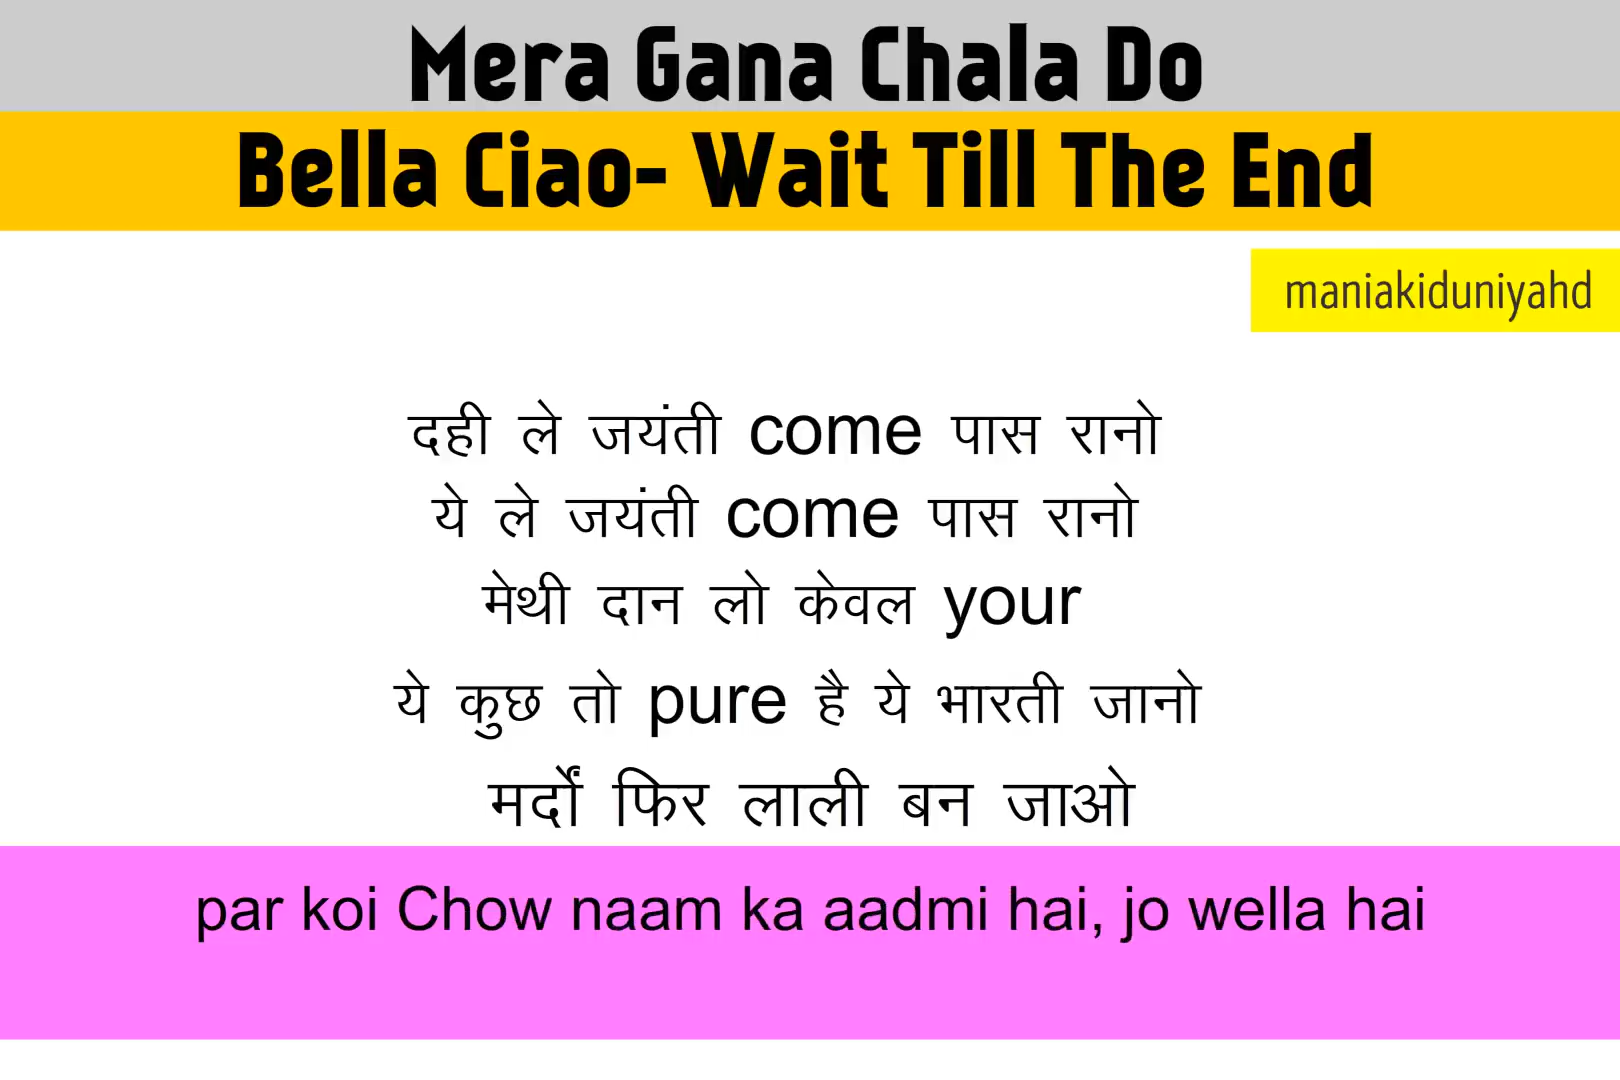 Mera Gana Chala Do
Bella Ciao- Wait Till The End
maniakiduniyahd
दही ले जयंती come पास रानो
ये ले जयंती come पास रानो
मेथी दान लो केवल your
ये कुछ तो pure है ये भारती जानो
मर्दों फिर लाली बन जाओ
par koi Chow naam ka aadmi hai, jo wella hai